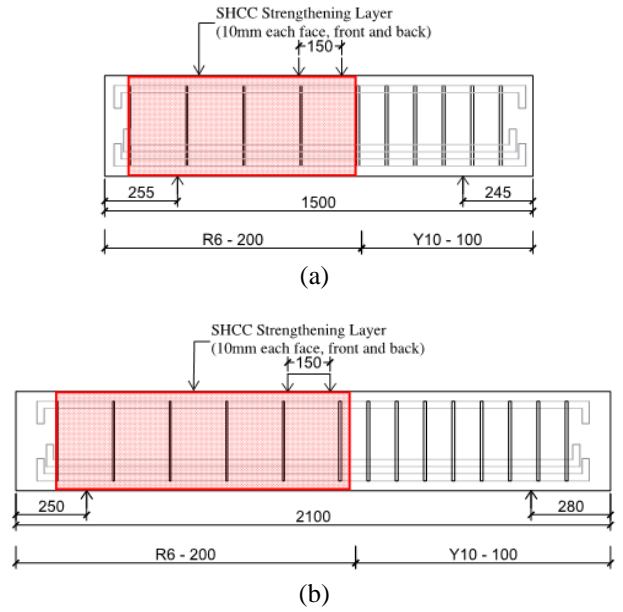 SHCC Strengthening Layer
(10mm each face, front and back)
150
255
245
1500
R6 - 200
Y10 - 100
(a)
SHCC Strengthening Layer
(10mm each face, front and back)
150
250
280
2100
R6 - 200
Y10 - 100
(b)